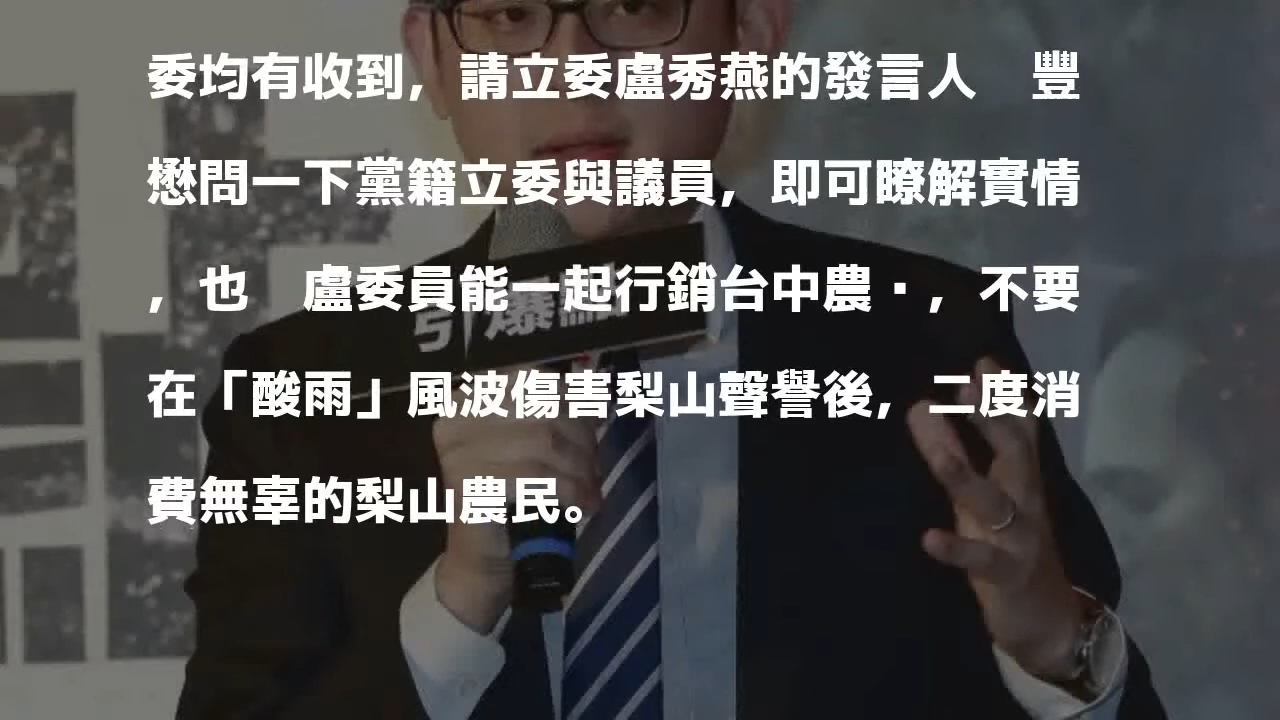 委均有收到，請立委盧秀燕的發言人　豐
懋問一下黨籍立委與議員，即可瞭解實情
，也　盧委員能一起行銷台中農·，不要
在「酸雨」風波傷害梨山聲譽後，二度消
費無辜的梨山農民。
引爆